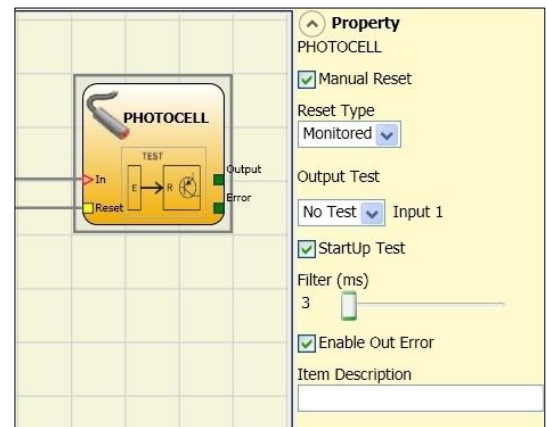 PHOTOCELL
TEST
In
E
R
Output
Reset
Error
Property
PHOTOCELL
Manual Reset
Reset Type
Monitored
Output Test
No Test Input 1
StartUp Test
Filter (ms)
3
Enable Out Error
Item Description